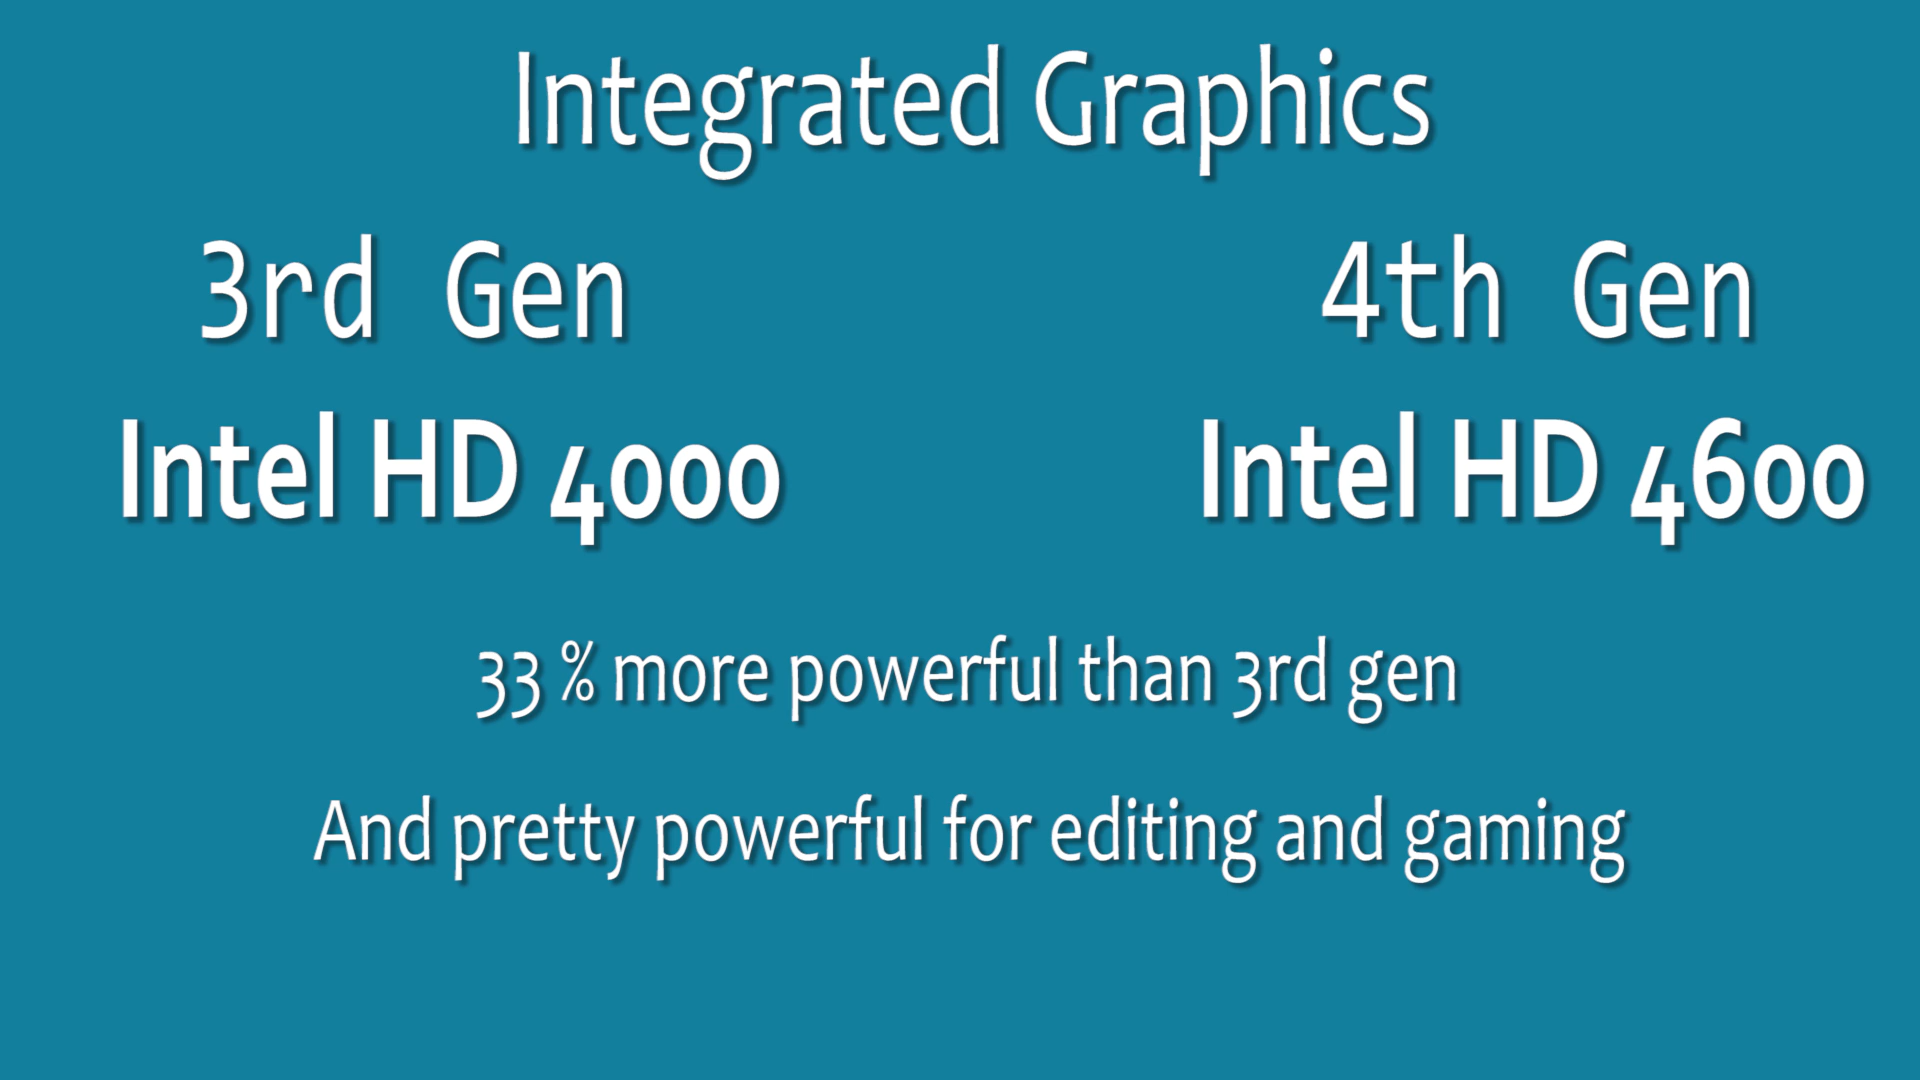 Integrated Graphics
3rd Gen 4th Gen
Intel HD 4000 Intel HD 4600
33 % more powerful than 3rd gen
And pretty powerful for editing and gaming